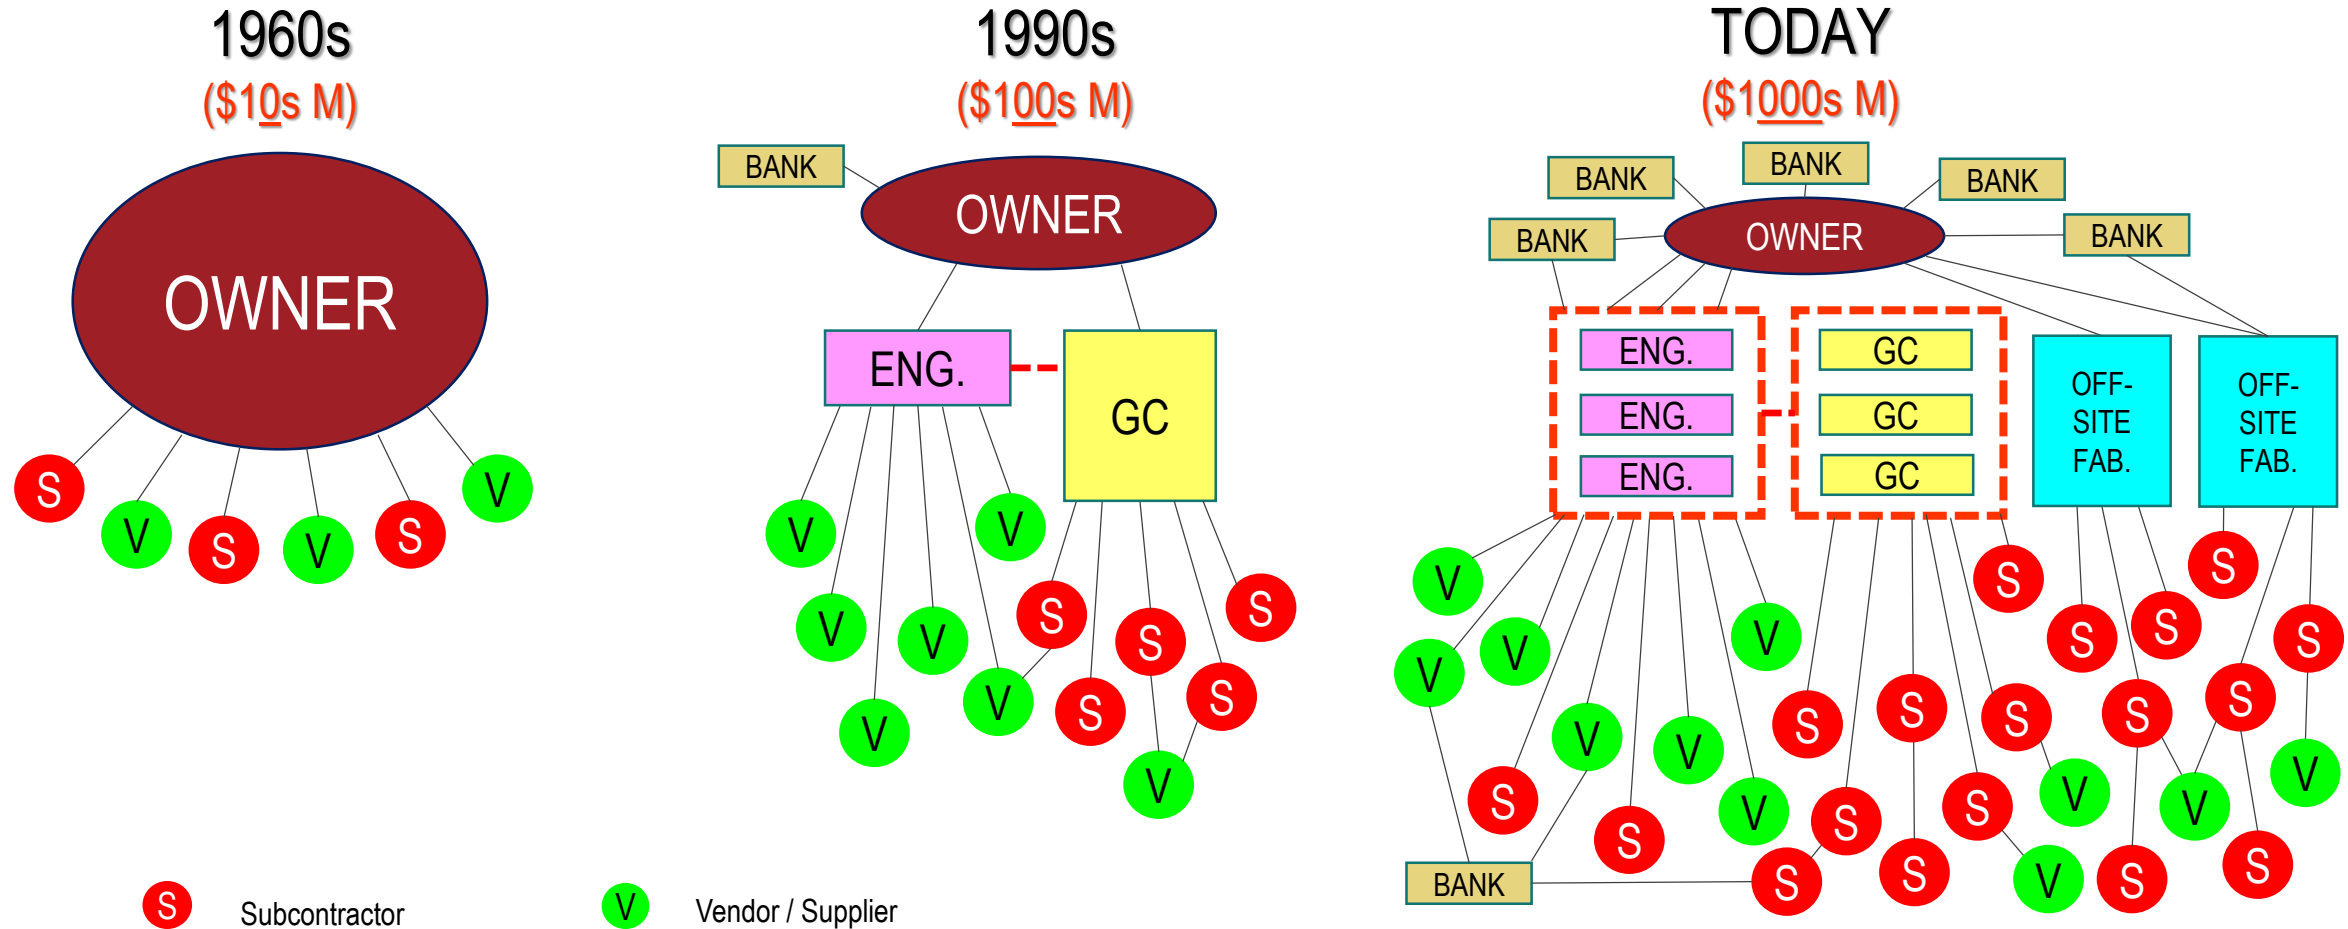 1960s
($10s M)
OWNER
S
V
S
V
S
V
1990s
($100s M)
BANK
OWNER
ENG.
GC
V
V
V
V
V
V
S
S
S
S
S
V
TODAY
($1000s M)
BANK
BANK
BANK
BANK
OWNER
BANK
ENG.
ENG.
ENG.
GC
GC
GC
OFF-
SITE
FAB.
OFF-
SITE
FAB.
V
V
V
V
S
V
S
V
V
S
S
S
S
S
S
S
S
S
V
V
S
S
S
S
V
S
S
S
V
S
BANK
S
Subcontractor
V
Vendor / Supplier